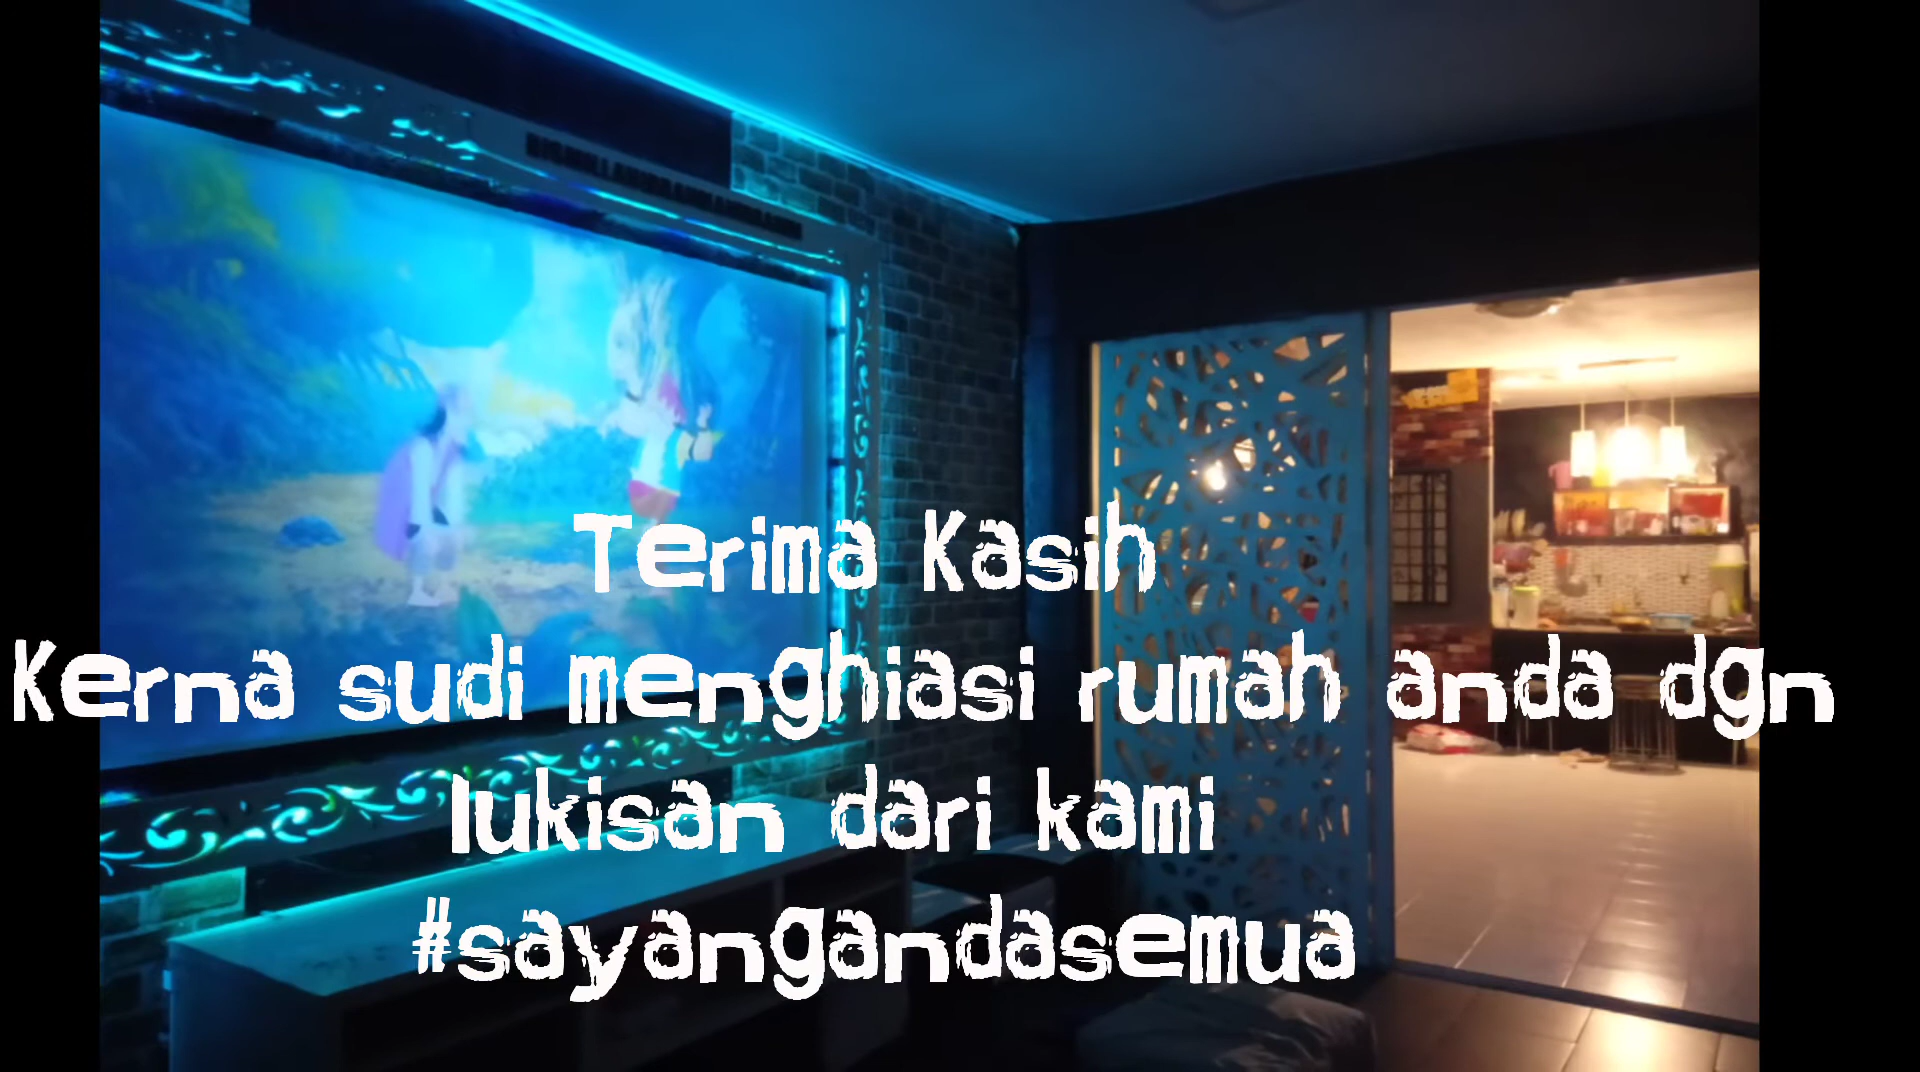 Terima Kasih
Kerna sudi menghiasi rumah anda dgn
lukisan dari kami
#sayangandasemua